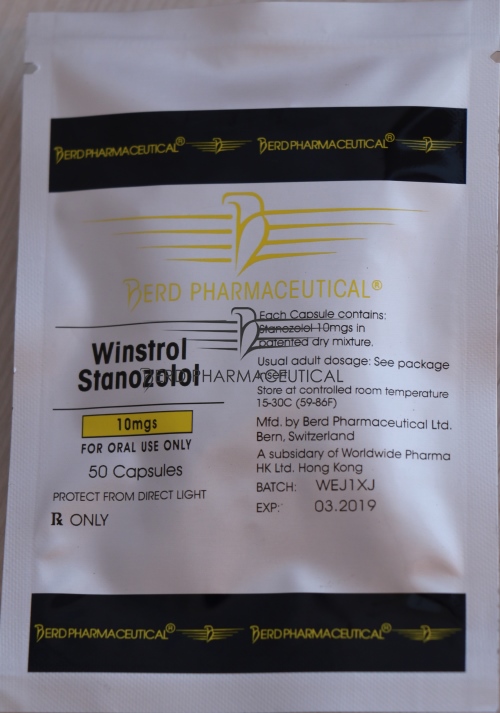 BERD PHARMACEUTICAL® BERD PHARMACEUTICAL®
BERD PHARMACEUTICAL®
Winstrol
Stanozolol
10mgs
FOR ORAL USE ONLY
50 Capsules
PROTECT FROM DIRECT LIGHT
℞ ONLY
Each Capsule contains:
Stanozolol 10mgs in
patented dry mixture.
Usual adult dosage: See package
insert
Store at controlled room temperature
15-30C (59-86F)
Mfd. by Berd Pharmaceutical Ltd.
Bern, Switzerland
A subsidary of Worldwide Pharma
HK Ltd. Hong Kong
BATCH: WEJ1XJ
EXP: 03.2019
BERD PHARMACEUTICAL
BERD PHARMACEUTICAL® BERD PHARMACEUTICAL®